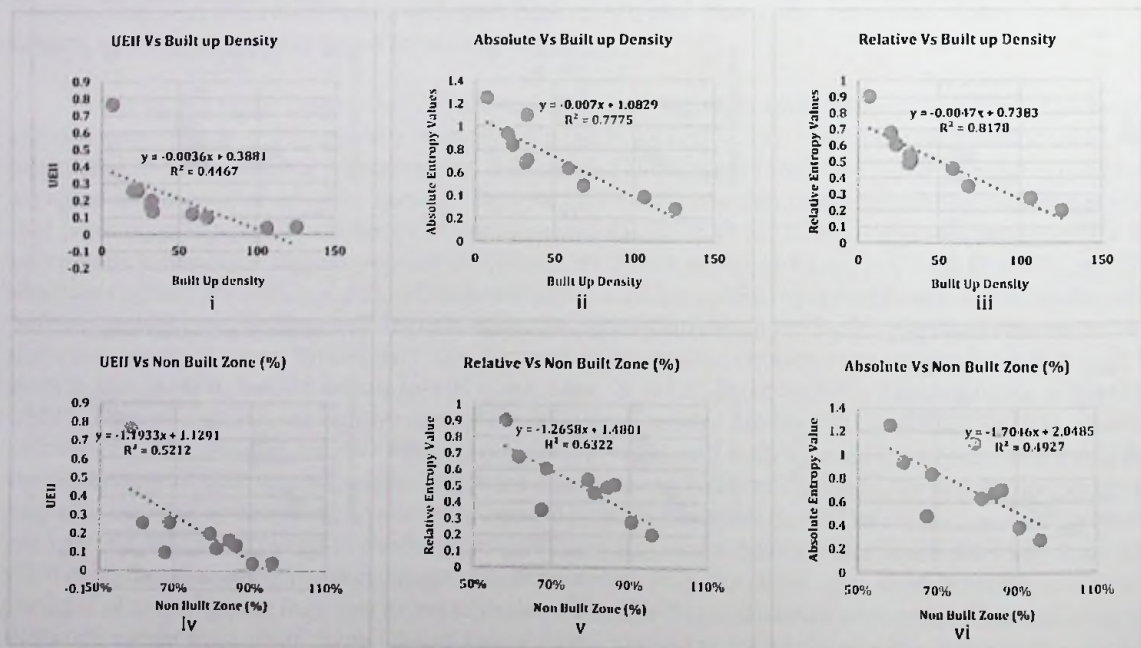 UEII Vs Built up Density
0.9
0.8
0.7
0.6
0.5
0.4
0.3
0.2
0.1
0
-0.1
-0.2
UEII
y = -0.0036x + 0.3881
R² = 0.4467
0 50 100 150
Built Up density
i
Absolute Vs Built up Density
1.4
1.2
1
0.8
0.6
0.4
0.2
0
Absolute Entropy Values
y = -0.007x + 1.0829
R² = 0.7775
0 50 100 150
Built Up Density
ii
Relative Vs Built up Density
1
0.9
0.8
0.7
0.6
0.5
0.4
0.3
0.2
0.1
0
Relative Entropy Values
y = -0.0047x + 0.7383
R² = 0.8178
0 50 100 150
Built Up Density
iii
UEII Vs Non Built Zone (%)
0.9
0.8
0.7
0.6
0.5
0.4
0.3
0.2
0.1
0
-0.1
UEII
y = -1.1933x + 1.1291
R² = 0.5212
50% 70% 90% 110%
Non Built Zone (%)
iv
Relative Vs Non Built Zone (%)
1
0.9
0.8
0.7
0.6
0.5
0.4
0.3
0.2
0.1
0
Relative Entropy Value
y = -1.2658x + 1.4801
R² = 0.6322
50% 70% 90% 110%
Non Built Zone (%)
v
Absolute Vs Non Built Zone (%)
1.4
1.2
1
0.8
0.6
0.4
0.2
0
Absolute Entropy Value
y = -1.7046x + 2.0485
R² = 0.4927
50% 70% 90% 110%
Non Built Zone (%)
vi